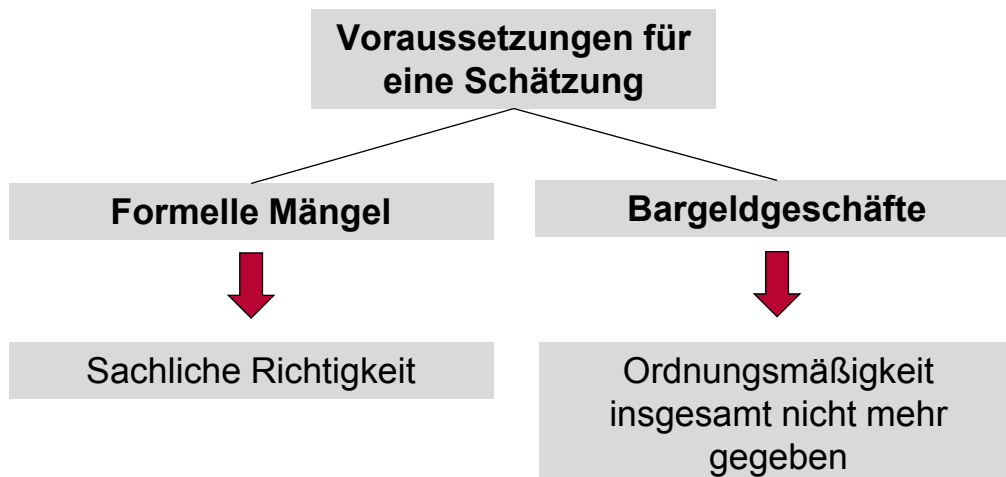 Voraussetzungen für
eine Schätzung
Formelle Mängel
Bargeldgeschäfte
Sachliche Richtigkeit
Ordnungsmäßigkeit
insgesamt nicht mehr
gegeben